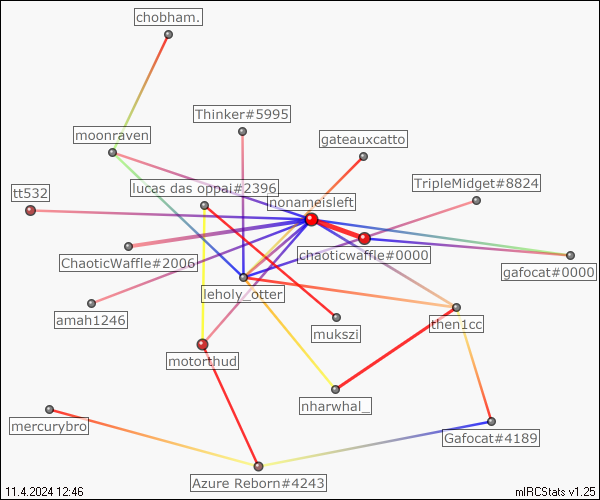 chobham.
Thinker#5995
moonraven
gateauxcatto
TripleMidget#8824
lucas das oppai#2396
tt532
nonameisleft
chaoticwaffle#0000
ChaoticWaffle#2006
gafocat#0000
leholy_otter
amah1246
then1cc
mukszi
motorthud
nharwhal_
mercurybro
Gafocat#4189
Azure Reborn#4243
11.4.2024 12:46
mIRCStats v1.25